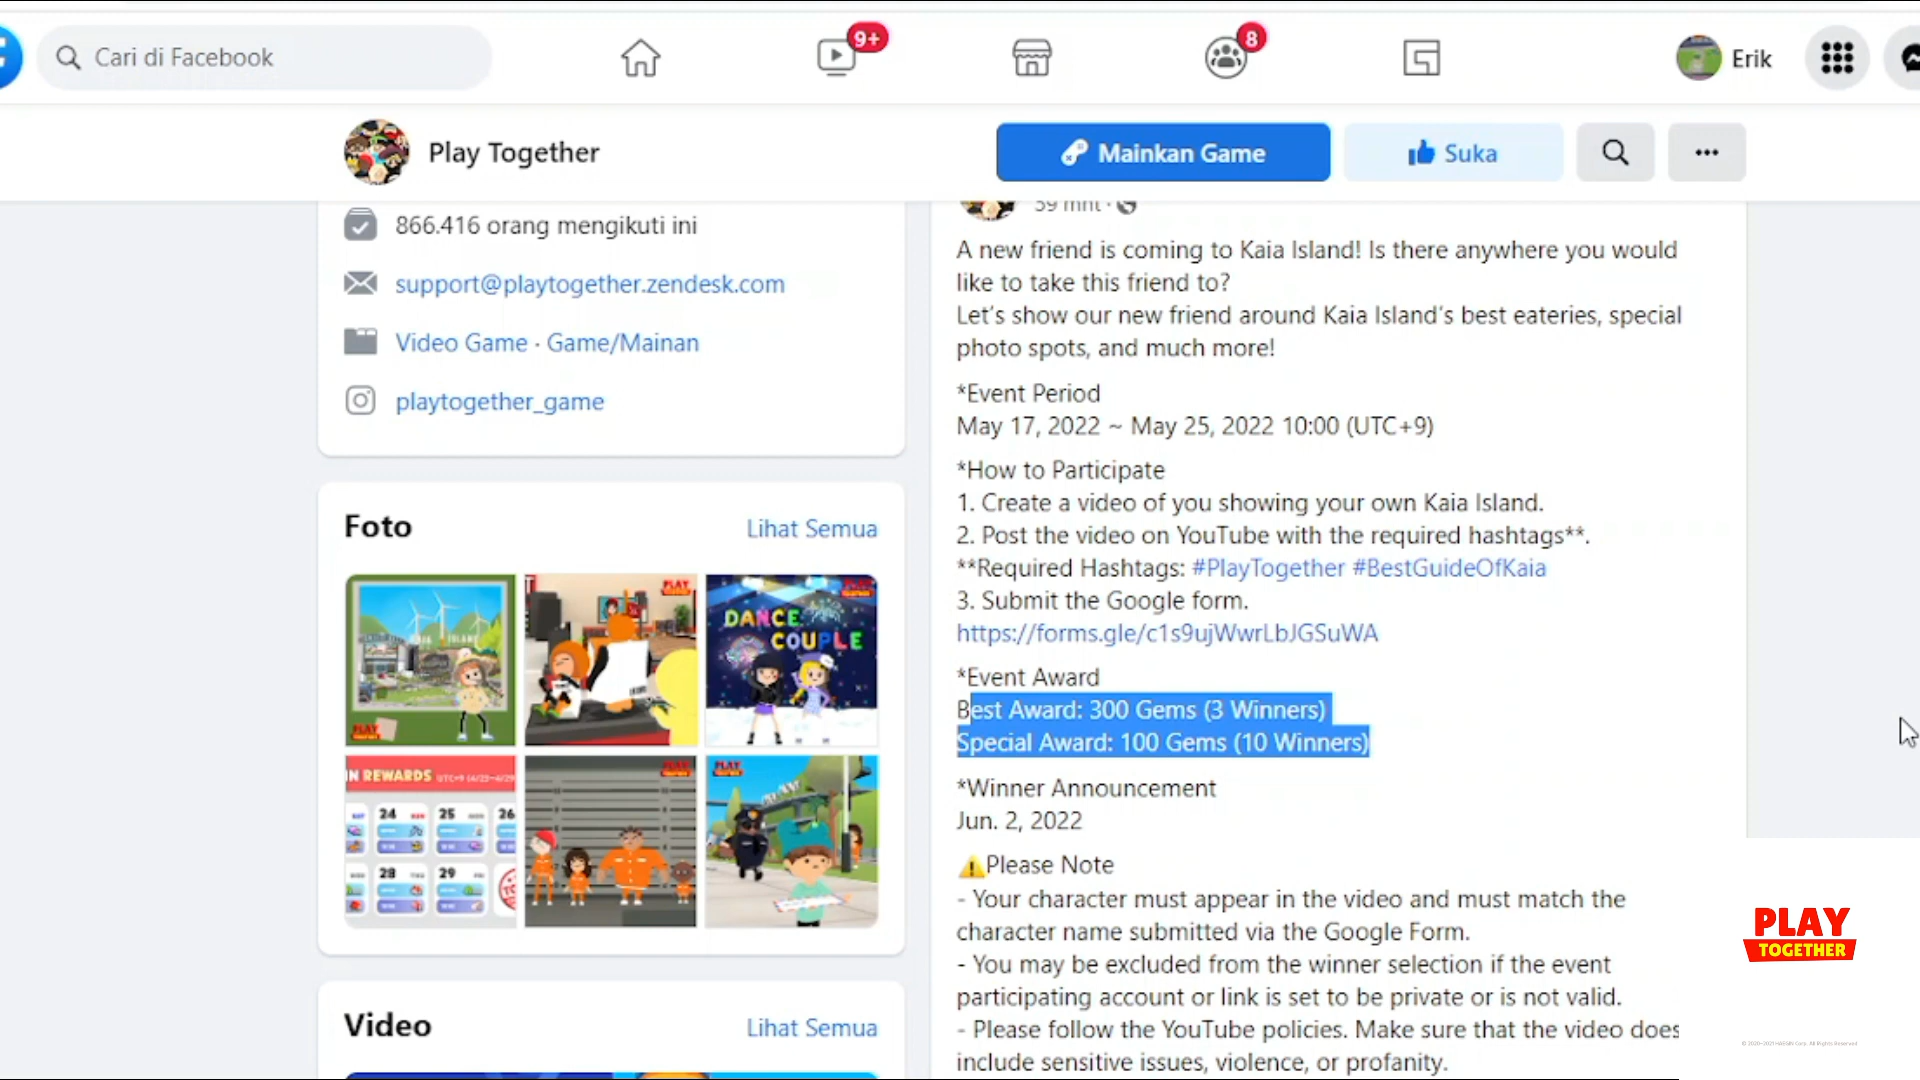 Cari di Facebook
9+
8
Erik
Play Together
Mainkan Game
Suka
866.416 orang mengikuti ini
support@playtogether.zendesk.com
Video Game · Game/Mainan
playtogether_game
Foto
Lihat Semua
PLAY
DANCE
COUPLE
IN REWARDS
24
25
26
28
29
PLAY
PLAY
Video
Lihat Semua
59 mnt ·
A new friend is coming to Kaia Island! Is there anywhere you would
like to take this friend to?
Let's show our new friend around Kaia Island's best eateries, special
photo spots, and much more!
*Event Period
May 17, 2022 ~ May 25, 2022 10:00 (UTC+9)
*How to Participate
1. Create a video of you showing your own Kaia Island.
2. Post the video on YouTube with the required hashtags**.
**Required Hashtags: #PlayTogether #BestGuideOfKaia
3. Submit the Google form.
https://forms.gle/c1s9ujWwrLbJGSuWA
*Event Award
Best Award: 300 Gems (3 Winners)
Special Award: 100 Gems (10 Winners)
*Winner Announcement
Jun. 2, 2022
⚠Please Note
- Your character must appear in the video and must match the
character name submitted via the Google Form.
- You may be excluded from the winner selection if the event
participating account or link is set to be private or is not valid.
- Please follow the YouTube policies. Make sure that the video does
include sensitive issues, violence, or profanity.
PLAY
TOGETHER